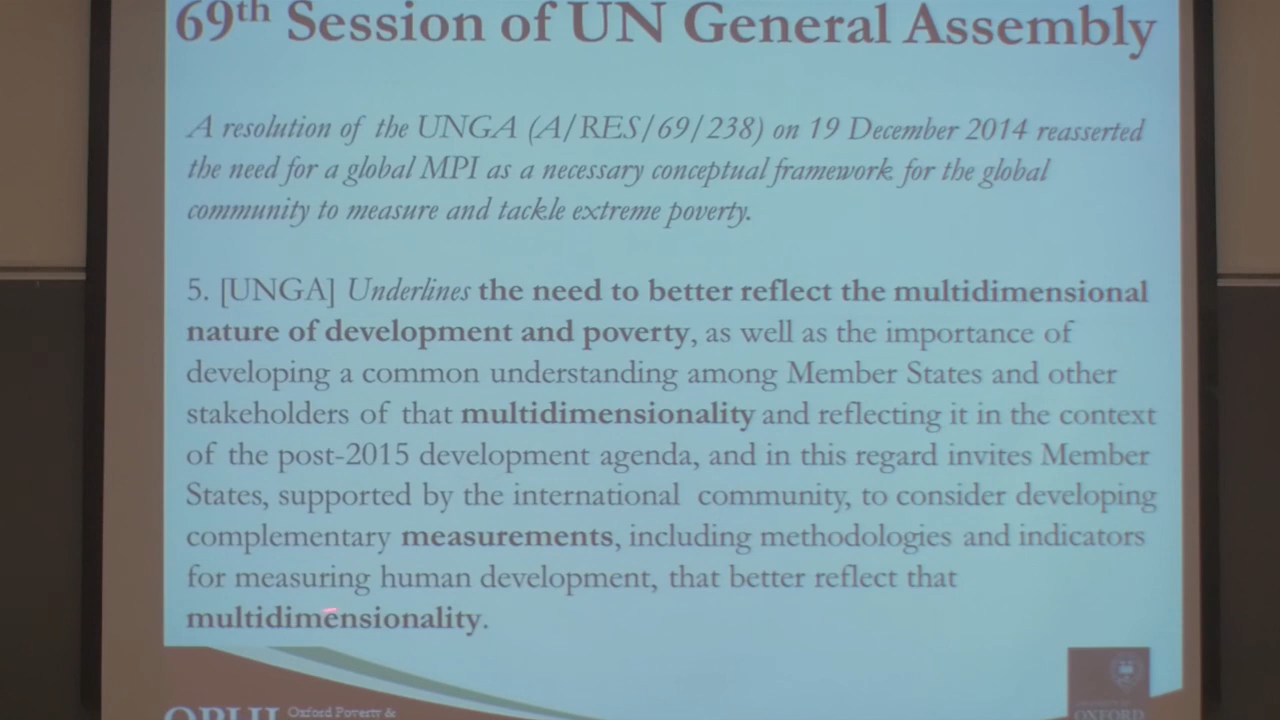 69th Session of UN General Assembly
A resolution of the UNGA (A/RES/69/238) on 19 December 2014 reasserted
the need for a global MPI as a necessary conceptual framework for the global
community to measure and tackle extreme poverty.
5. [UNGA] Underlines the need to better reflect the multidimensional
nature of development and poverty, as well as the importance of
developing a common understanding among Member States and other
stakeholders of that multidimensionality and reflecting it in the context
of the post-2015 development agenda, and in this regard invites Member
States, supported by the international community, to consider developing
complementary measurements, including methodologies and indicators
for measuring human development, that better reflect that
multidimensionality.
OPHI Oxford Poverty &
OXFORD